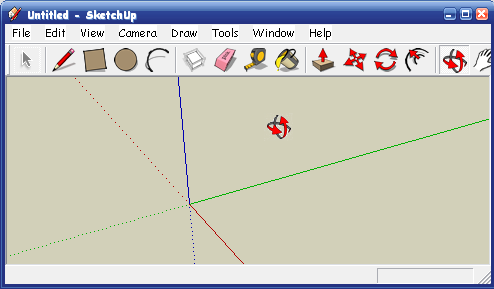 Untitled - SketchUp
File Edit View Camera Draw Tools Window Help